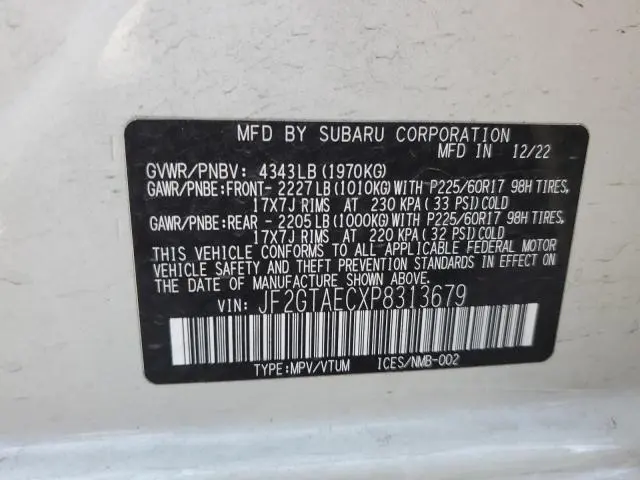 MFD BY SUBARU CORPORATION
MFD IN 12/22
GVWR/PNBV: 4343LB (1970KG)
GAWR/PNBE:FRONT- 2227LB (1010KG) WITH P225/60R17 98H TIRES,
17X7J RIMS AT 230 KPA ( 33 PSI) COLD
GAWR/PNBE:REAR - 2205LB (1000KG) WITH P225/60R17 98H TIRES,
17X7J RIMS AT 220 KPA ( 32 PSI) COLD
THIS VEHICLE CONFORMS TO ALL APPLICABLE FEDERAL MOTOR
VEHICLE SAFETY AND THEFT PREVENTION STANDARDS IN EFFECT ON THE
DATE OF MANUFACTURE SHOWN ABOVE.
VIN: JF2GTAECXP8313679
TYPE:MPV/VTUM ICES/NMB-002